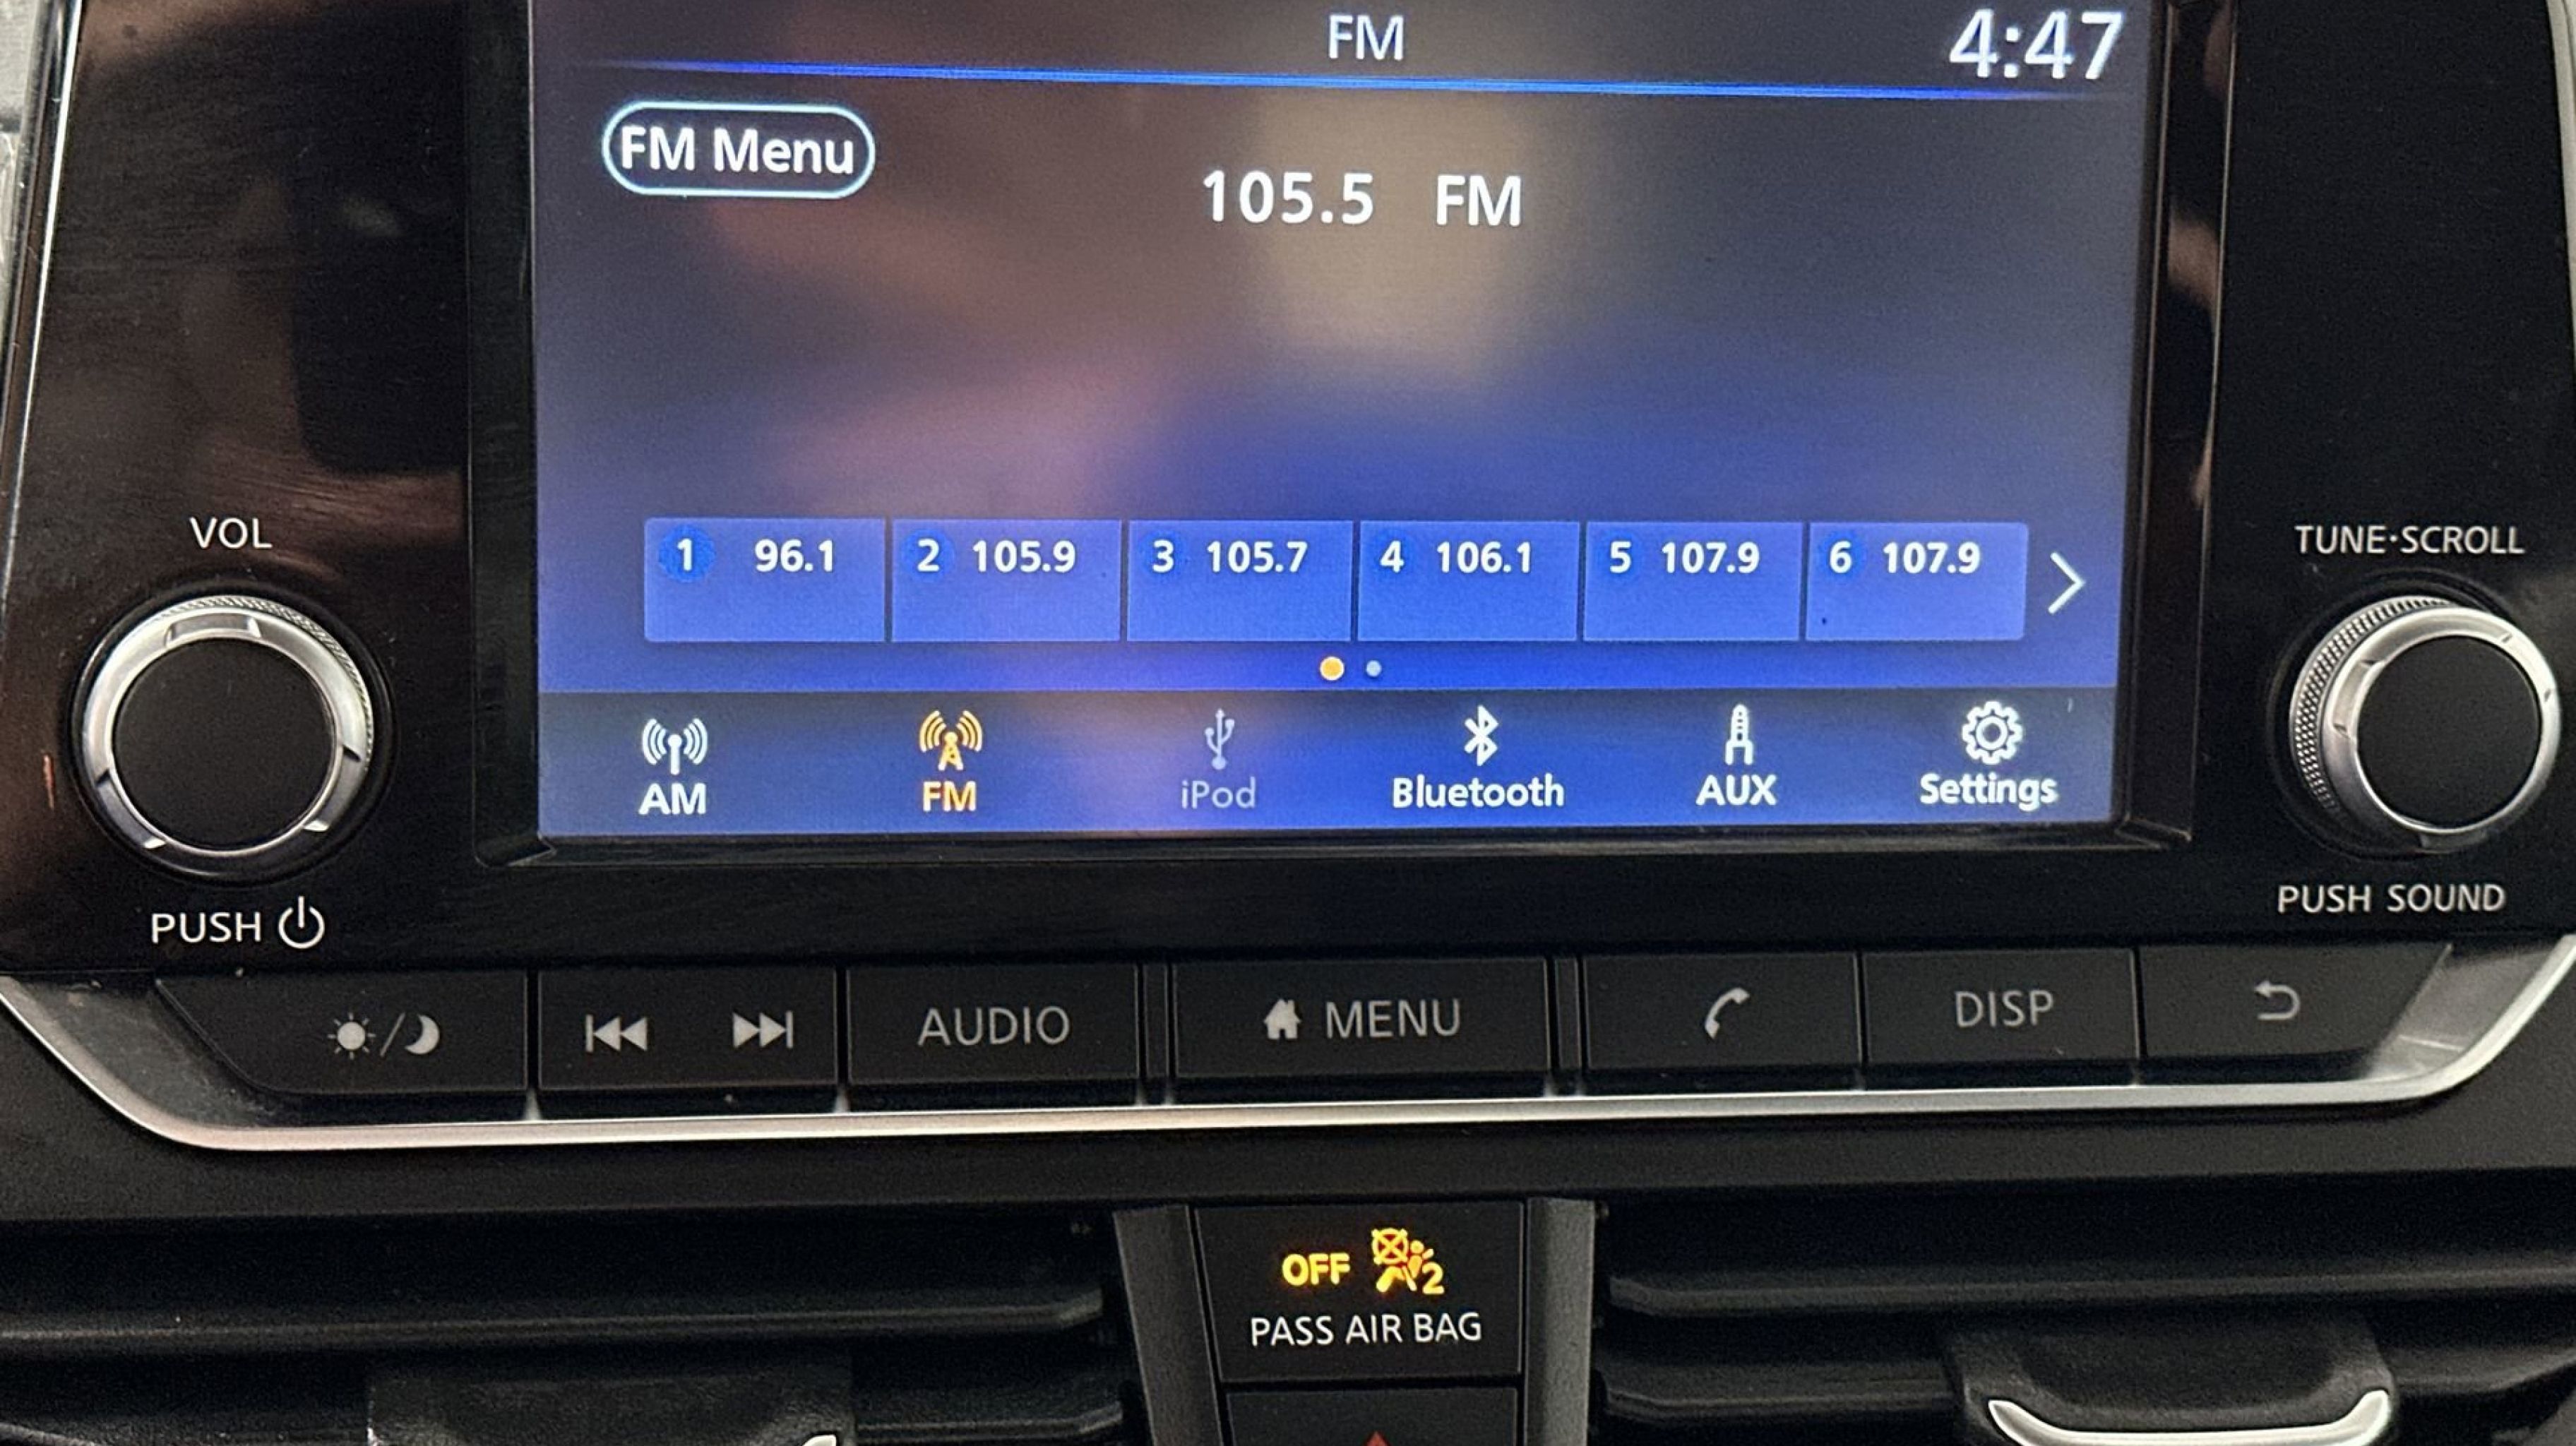 FM
4:47
FM Menu
105.5 FM
1 96.1
2 105.9
3 105.7
4 106.1
5 107.9
6 107.9
AM
FM
iPod
Bluetooth
AUX
Settings
VOL
PUSH
TUNE·SCROLL
PUSH SOUND
AUDIO
MENU
DISP
OFF 2
PASS AIR BAG